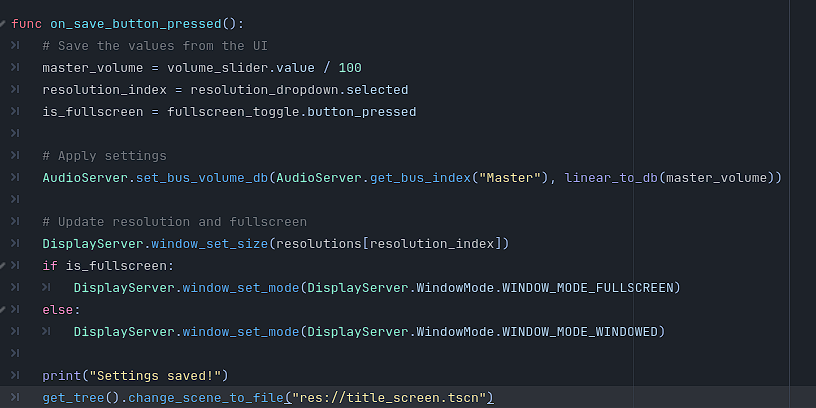 func on_save_button_pressed():
# Save the values from the UI
master_volume = volume_slider.value / 100
resolution_index = resolution_dropdown.selected
is_fullscreen = fullscreen_toggle.button_pressed
# Apply settings
AudioServer.set_bus_volume_db(AudioServer.get_bus_index("Master"), linear_to_db(master_volume))
# Update resolution and fullscreen
DisplayServer.window_set_size(resolutions[resolution_index])
if is_fullscreen:
DisplayServer.window_set_mode(DisplayServer.WindowMode.WINDOW_MODE_FULLSCREEN)
else:
DisplayServer.window_set_mode(DisplayServer.WindowMode.WINDOW_MODE_WINDOWED)
print("Settings saved!")
get_tree().change_scene_to_file("res://title_screen.tscn")